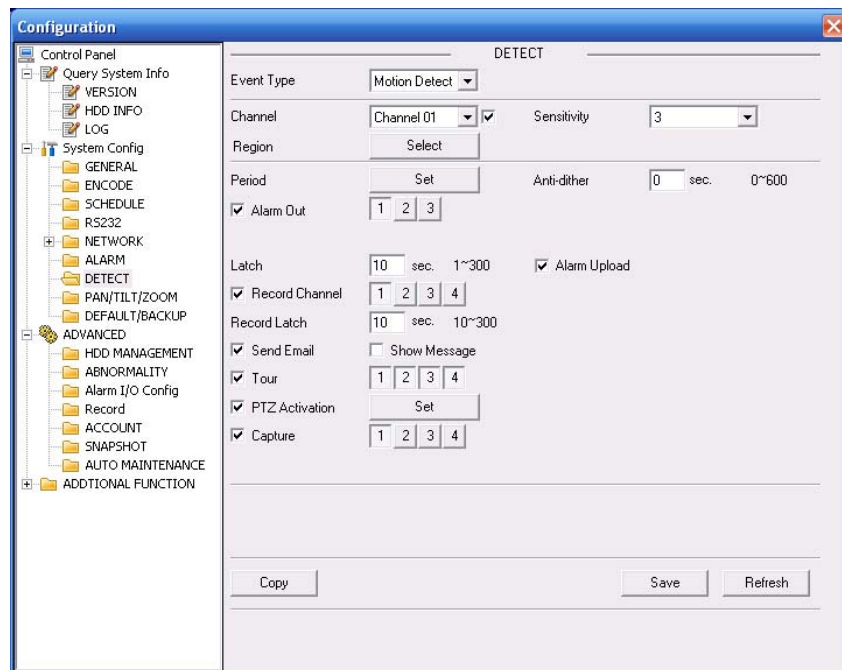 Configuration
Control Panel
Query System Info
VERSION
HDD INFO
LOG
System Config
GENERAL
ENCODE
SCHEDULE
RS232
NETWORK
ALARM
DETECT
PAN/TILT/ZOOM
DEFAULT/BACKUP
ADVANCED
HDD MANAGEMENT
ABNORMALITY
Alarm I/O Config
Record
ACCOUNT
SNAPSHOT
AUTO MAINTENANCE
ADDTIONAL FUNCTION
DETECT
Event Type Motion Detect
Channel Channel 01 Sensitivity 3
Region Select
Period Set Anti-dither 0 sec. 0~600
Alarm Out 1 2 3
Latch 10 sec. 1~300 Alarm Upload
Record Channel 1 2 3 4
Record Latch 10 sec. 10~300
Send Email Show Message
Tour 1 2 3 4
PTZ Activation Set
Capture 1 2 3 4
Copy Save Refresh